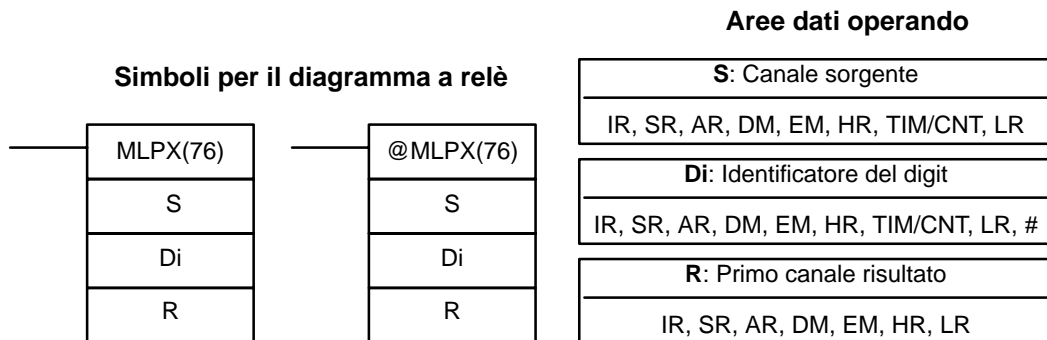 Aree dati operando
Simboli per il diagramma a relè
MLPX(76)
S
Di
R
@MLPX(76)
S
Di
R
S: Canale sorgente
IR, SR, AR, DM, EM, HR, TIM/CNT, LR
Di: Identificatore del digit
IR, SR, AR, DM, EM, HR, TIM/CNT, LR, #
R: Primo canale risultato
IR, SR, AR, DM, EM, HR, LR